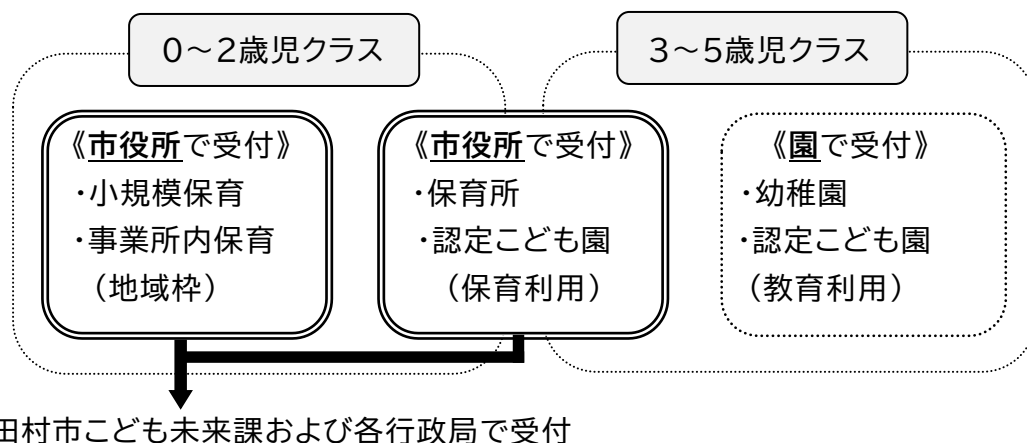 0～2歳児クラス
3～5歳児クラス
《市役所で受付》
・小規模保育
・事業所内保育
（地域枠）
《市役所で受付》
・保育所
・認定こども園
（保育利用）
《園で受付》
・幼稚園
・認定こども園
（教育利用）
田村市こども未来課および各行政局で受付